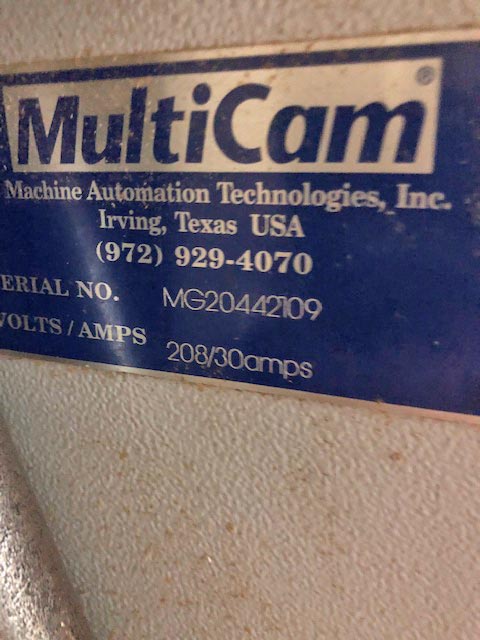 MultiCam®
Machine Automation Technologies, Inc.
Irving, Texas USA
(972) 929-4070
ERIAL NO. MG20442109
VOLTS / AMPS 208/30amps